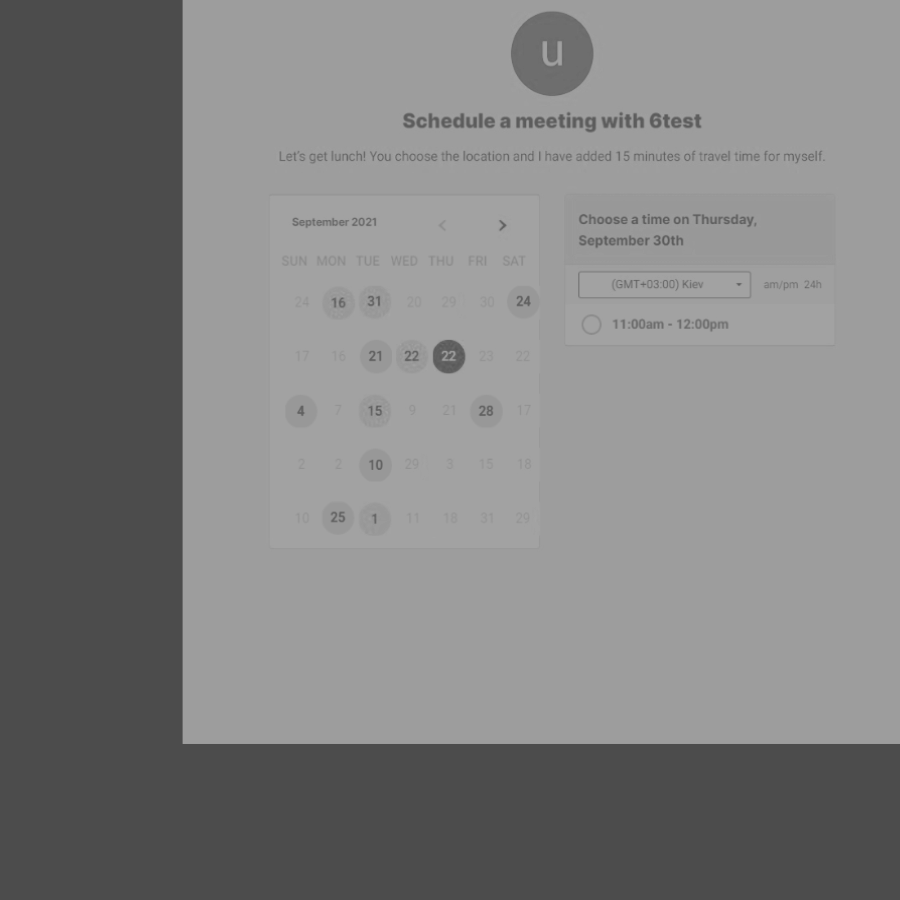 u
Schedule a meeting with 6test
Let's get lunch! You choose the location and I have added 15 minutes of travel time for myself.
September 2021
SUN MON TUE WED THU FRI SAT
24 16 31 20 29 30 24
17 16 21 22 22 23 22
4 7 15 9 21 28 17
2 2 10 29 3 15 18
10 25 1 11 18 31 29
Choose a time on Thursday,
September 30th
(GMT+03:00) Kiev am/pm 24h
11:00am - 12:00pm